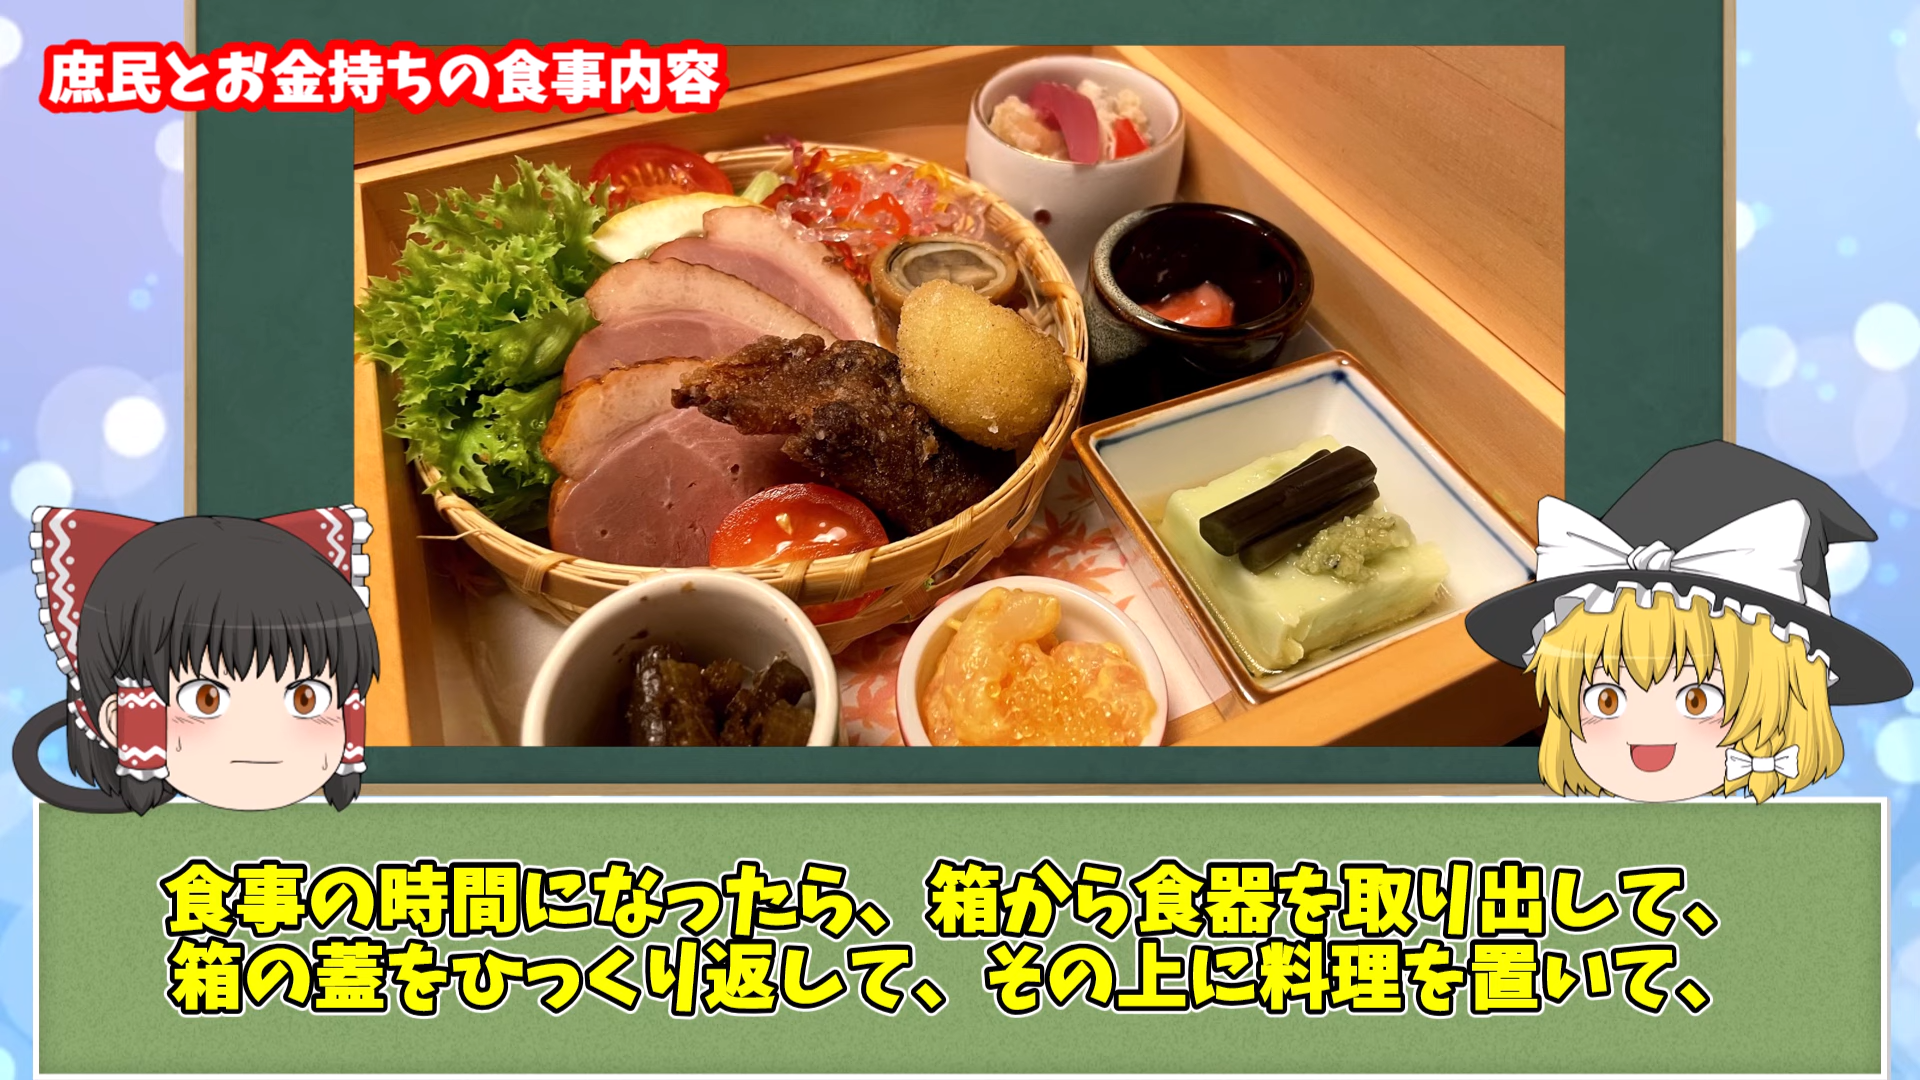 庶民とお金持ちの食事内容
食事の時間になったら、箱から食器を取り出して、
箱の蓋をひっくり返して、その上に料理を置いて、